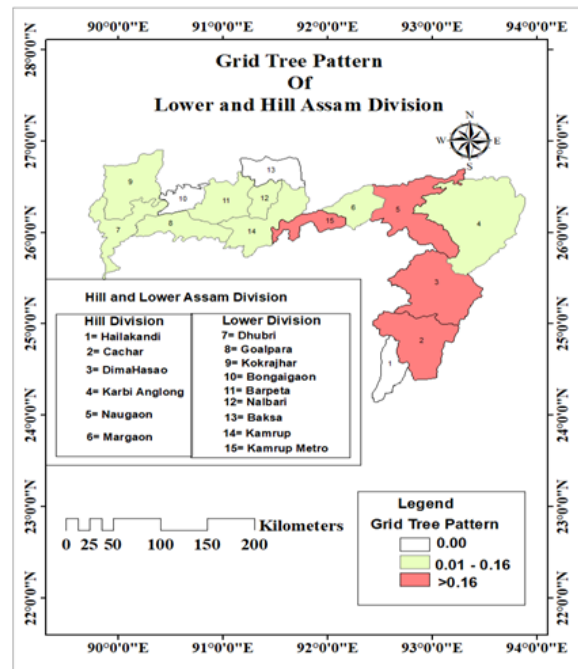 90°0'0"E 91°0'0"E 92°0'0"E 93°0'0"E 94°0'0"E
Grid Tree Pattern
Of
Lower and Hill Assam Division
N
W E
S
28°0'0"N
27°0'0"N
26°0'0"N
25°0'0"N
24°0'0"N
23°0'0"N
22°0'0"N
28°0'0"N
27°0'0"N
26°0'0"N
25°0'0"N
24°0'0"N
23°0'0"N
22°0'0"N
13
9
10
11
12
6
5
15
4
7
8
14
3
2
1
Hill and Lower Assam Division
Hill Division
1= Hailakandi
2= Cachar
3= DimaHasao
4= Karbi Anglong
5= Naugaon
6= Margaon
Lower Division
7= Dhubri
8= Goalpara
9= Kokrajhar
10= Bongaigaon
11= Barpeta
12= Nalbari
13= Baksa
14= Kamrup
15= Kamrup Metro
Kilometers
0 25 50 100 150 200
Legend
Grid Tree Pattern
0.00
0.01 - 0.16
>0.16
90°0'0"E 91°0'0"E 92°0'0"E 93°0'0"E 94°0'0"E